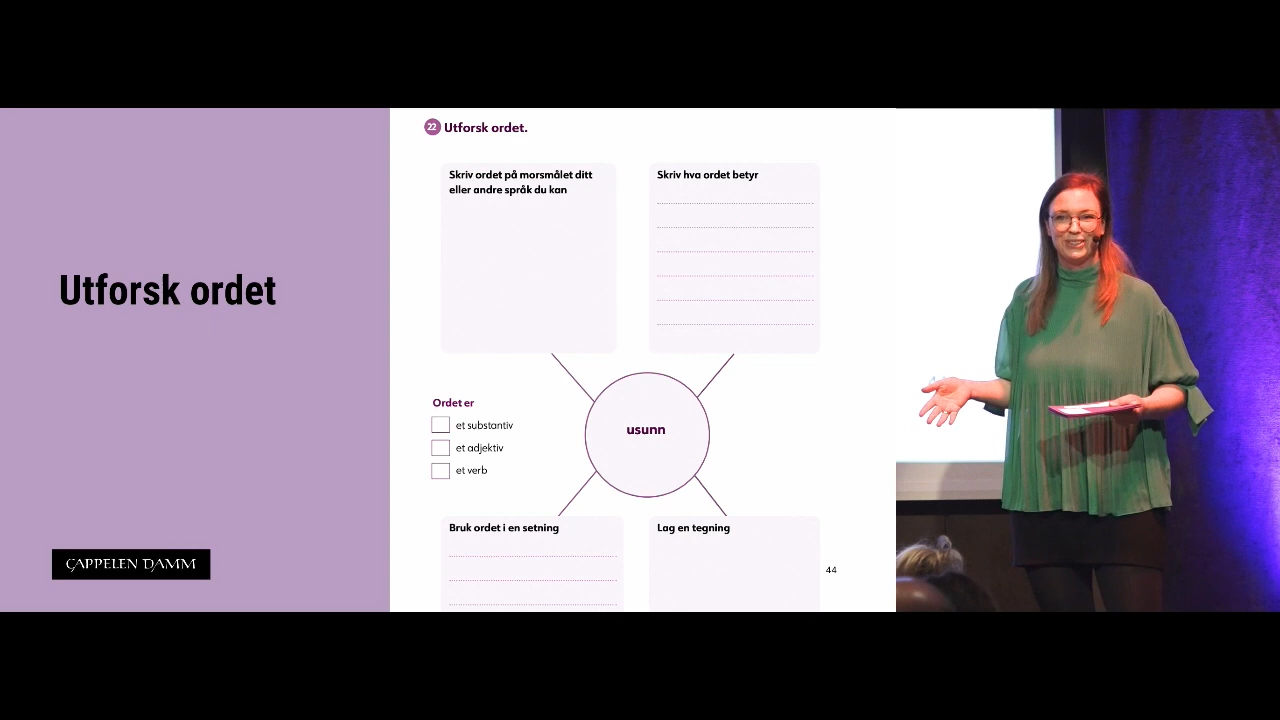 Utforsk ordet
CAPPELEN DAMM
22 Utforsk ordet.
Skriv ordet på morsmålet ditt
eller andre språk du kan
Skriv hva ordet betyr
Ordet er
et substantiv
et adjektiv
et verb
usunn
Bruk ordet i en setning
Lag en tegning
44